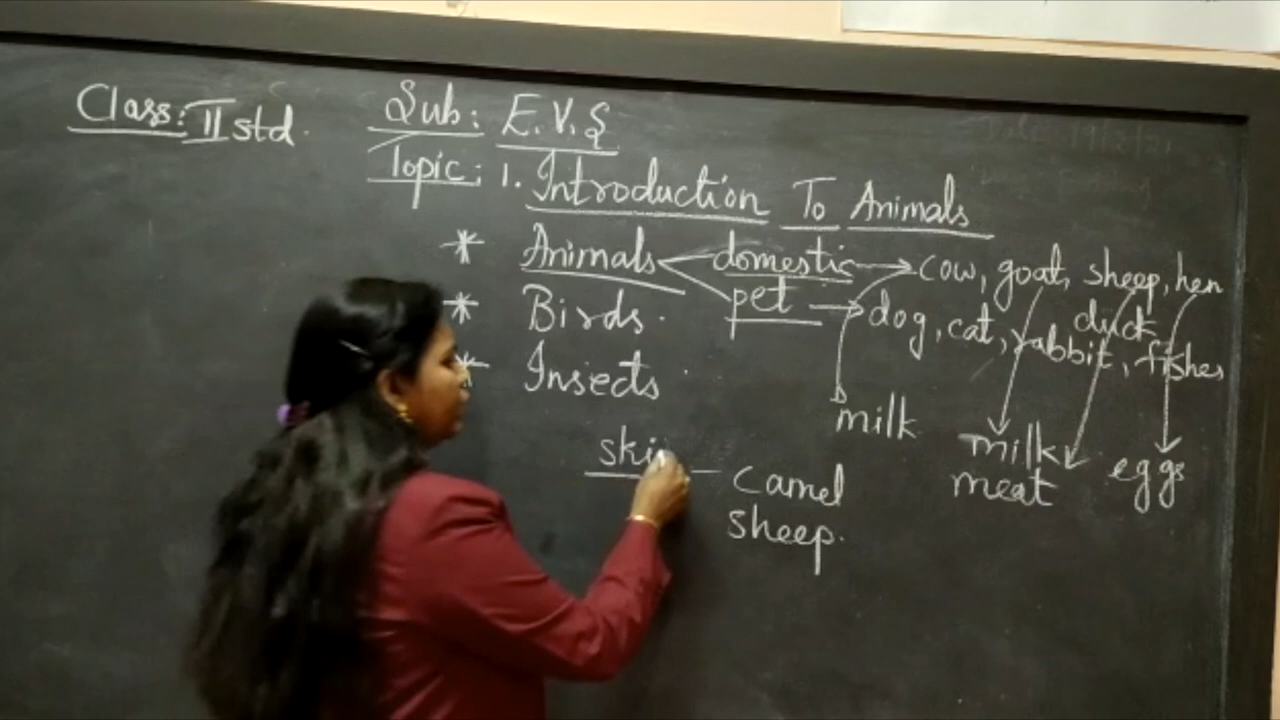 Class: II std.
Sub: E.V.S
Topic: 1. Introduction To Animals
* Animals domestic cow, goat, sheep, hen
duck
* Birds. pet dog, cat, rabbit, fishes
* Insects
milk
milk
meat
eggs
ski
camel
sheep.